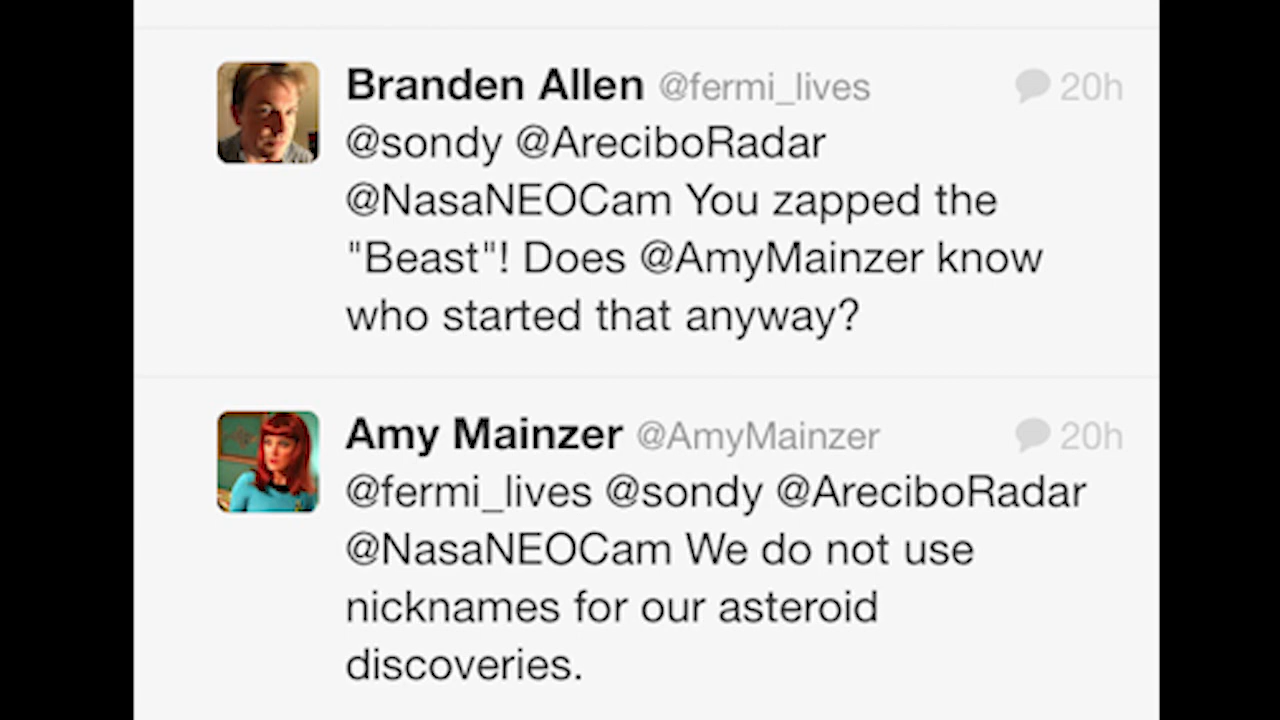 Branden Allen @fermi_lives 20h
@sondy @AreciboRadar
@NasaNEOCam You zapped the
"Beast"! Does @AmyMainzer know
who started that anyway?
Amy Mainzer @AmyMainzer 20h
@fermi_lives @sondy @AreciboRadar
@NasaNEOCam We do not use
nicknames for our asteroid
discoveries.